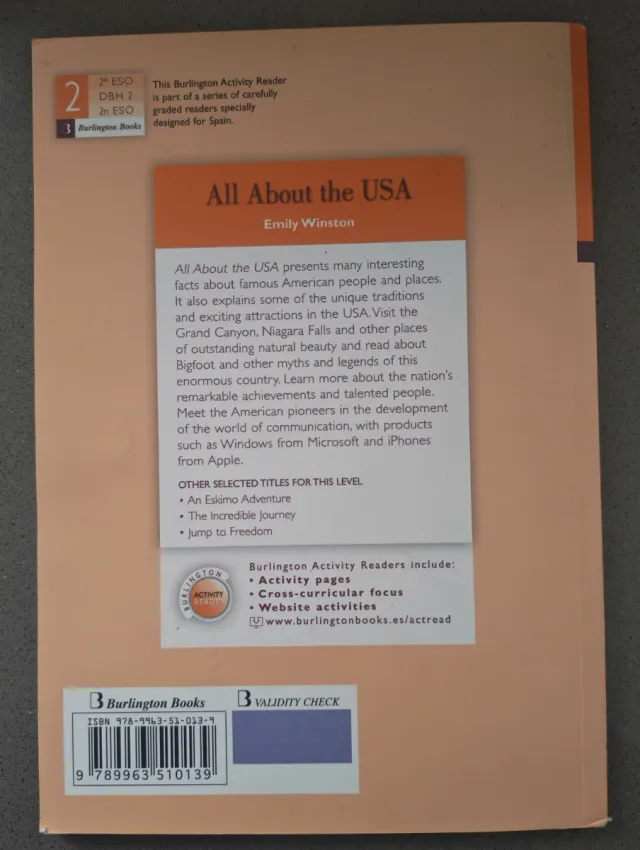 2
2º ESO
DBH 2
2n ESO
B Burlington Books
This Burlington Activity Reader
is part of a series of carefully
graded readers specially
designed for Spain.
All About the USA
Emily Winston
All About the USA presents many interesting
facts about famous American people and places.
It also explains some of the unique traditions
and exciting attractions in the USA. Visit the
Grand Canyon, Niagara Falls and other places
of outstanding natural beauty and read about
Bigfoot and other myths and legends of this
enormous country. Learn more about the nation's
remarkable achievements and talented people.
Meet the American pioneers in the development
of the world of communication, with products
such as Windows from Microsoft and iPhones
from Apple.
OTHER SELECTED TITLES FOR THIS LEVEL
• An Eskimo Adventure
• The Incredible Journey
• Jump to Freedom
BURLINGTON
ACTIVITY
READER
Burlington Activity Readers include:
• Activity pages
• Cross-curricular focus
• Website activities
www.burlingtonbooks.es/actread
B Burlington Books
ISBN 978-9963-51-013-9
9 789963 510139
B VALIDITY CHECK